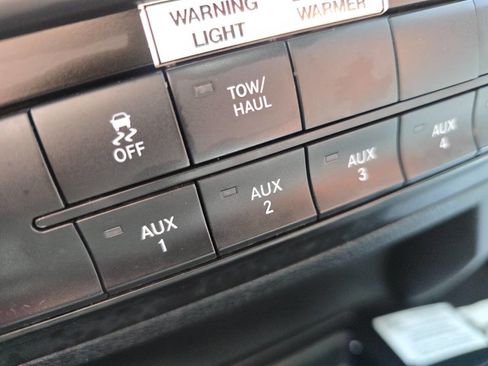 WARNING
LIGHT
WARMER
TOW/
HAUL
OFF
AUX
1
AUX
2
AUX
3
AUX
4